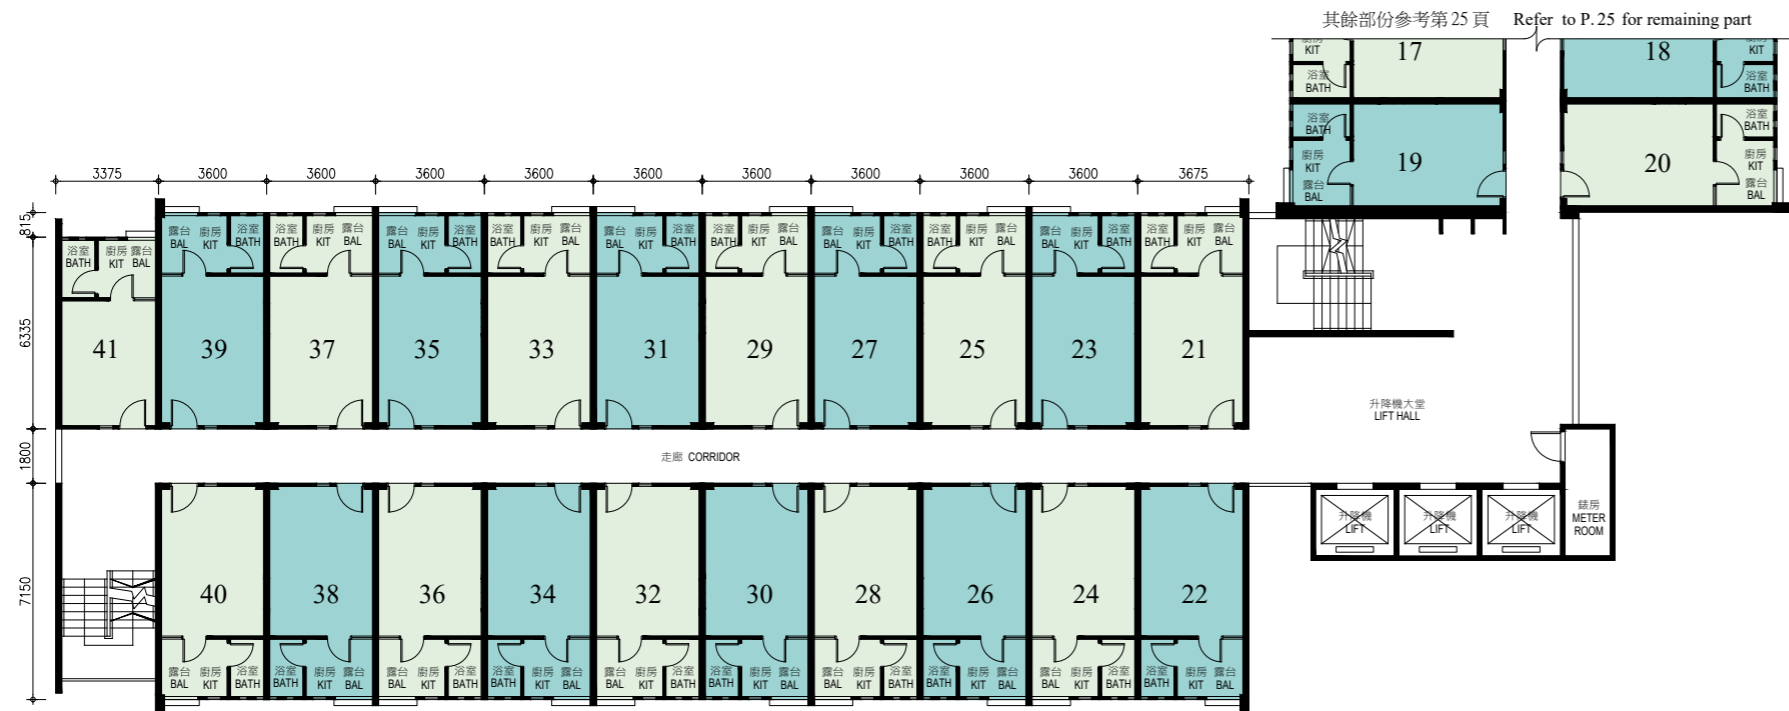 其餘部份參考第25頁 Refer to P.25 for remaining part
廚房 KIT 17 18 廚房 KIT
浴室 BATH 浴室 BATH
浴室 BATH 廚房 KIT 露台 BAL 19 20 浴室 BATH 廚房 KIT 露台 BAL
3375 3600 3600 3600 3600 3600 3600 3600 3600 3600 3675
815
浴室 BATH 廚房 KIT 露台 BAL
露台 BAL 廚房 KIT 浴室 BATH
浴室 BATH 廚房 KIT 露台 BAL
露台 BAL 廚房 KIT 浴室 BATH
浴室 BATH 廚房 KIT 露台 BAL
露台 BAL 廚房 KIT 浴室 BATH
浴室 BATH 廚房 KIT 露台 BAL
露台 BAL 廚房 KIT 浴室 BATH
浴室 BATH 廚房 KIT 露台 BAL
露台 BAL 廚房 KIT 浴室 BATH
浴室 BATH 廚房 KIT 露台 BAL
6335
41 39 37 35 33 31 29 27 25 23 21
升降機大堂
LIFT HALL
1800
走廊 CORRIDOR
升降機 LIFT
升降機 LIFT
升降機 LIFT
錶房
METER
ROOM
7150
40 38 36 34 32 30 28 26 24 22
露台 BAL 廚房 KIT 浴室 BATH
浴室 BATH 廚房 KIT 露台 BAL
露台 BAL 廚房 KIT 浴室 BATH
浴室 BATH 廚房 KIT 露台 BAL
露台 BAL 廚房 KIT 浴室 BATH
浴室 BATH 廚房 KIT 露台 BAL
露台 BAL 廚房 KIT 浴室 BATH
浴室 BATH 廚房 KIT 露台 BAL
露台 BAL 廚房 KIT 浴室 BATH
浴室 BATH 廚房 KIT 露台 BAL